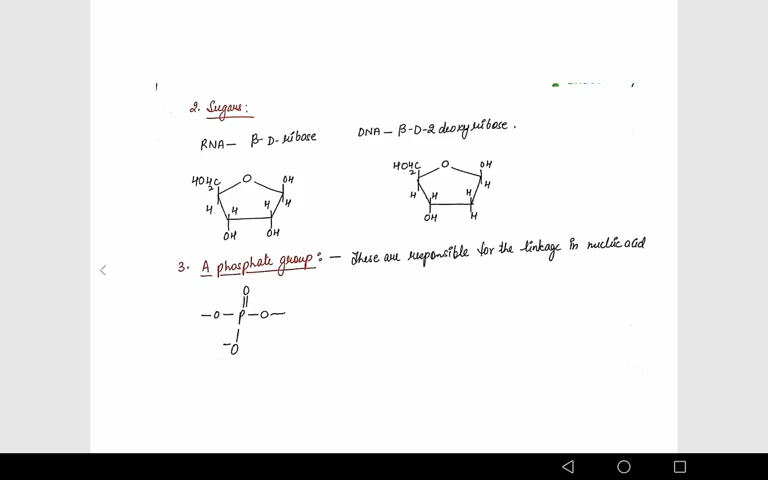 2. Sugars:
RNA— β-D-ribose
DNA— β-D-2 deoxyribose.
HOH₂C O OH
H H H H
OH OH
HOH₂C O OH
H H H H
OH H
3. A phosphate group:— These are responsible for the linkage in nuclic acid
O
—O—P—O—
⁻O